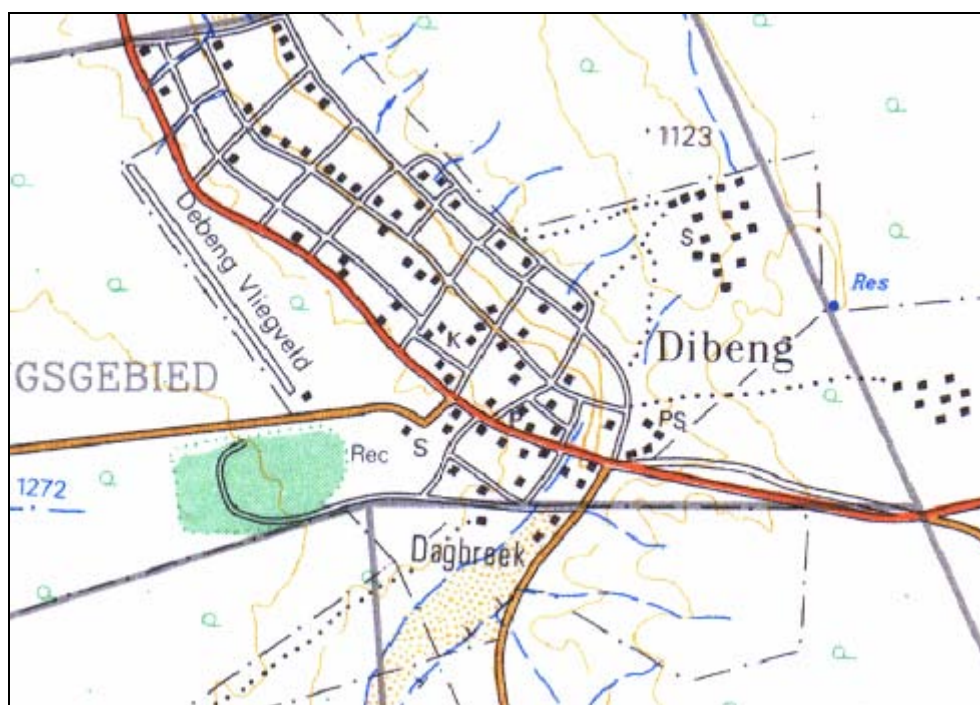 1123
S
Debeng Vliegveld
Res
K
Dibeng
GSGEBIED
P
PS
S
Rec
1272
Dagbreek